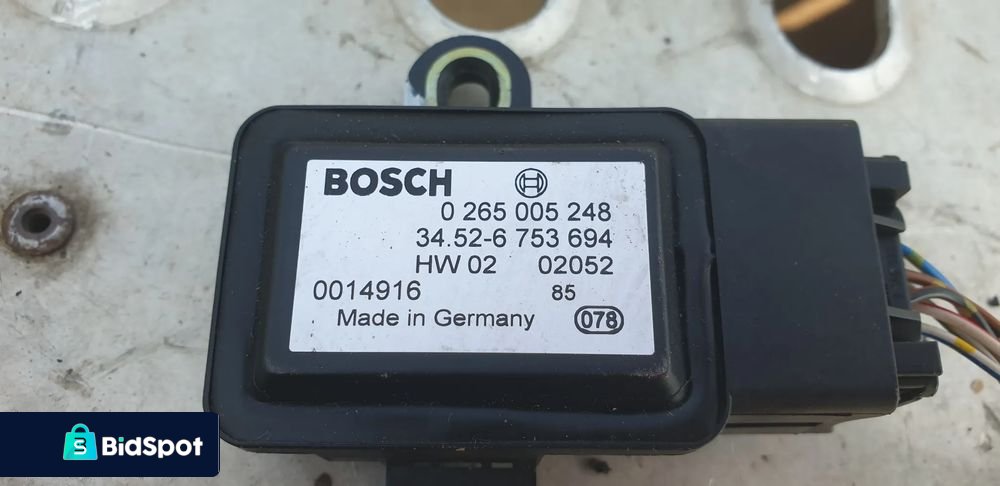 BOSCH
0 265 005 248
34.52-6 753 694
HW 02 02052
0014916 85
Made in Germany 078
S BidSpot